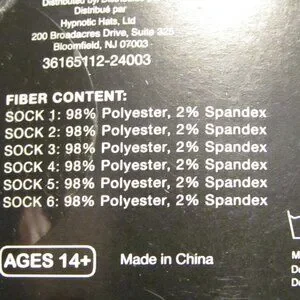 Distribué par
Hypnotic Hats, Ltd
200 Broadacres Drive, Suite 325
Bloomfield, NJ 07003
36165112-24003
FIBER CONTENT:
SOCK 1: 98% Polyester, 2% Spandex
SOCK 2: 98% Polyester, 2% Spandex
SOCK 3: 98% Polyester, 2% Spandex
SOCK 4: 98% Polyester, 2% Spandex
SOCK 5: 98% Polyester, 2% Spandex
SOCK 6: 98% Polyester, 2% Spandex
AGES 14+
Made in China